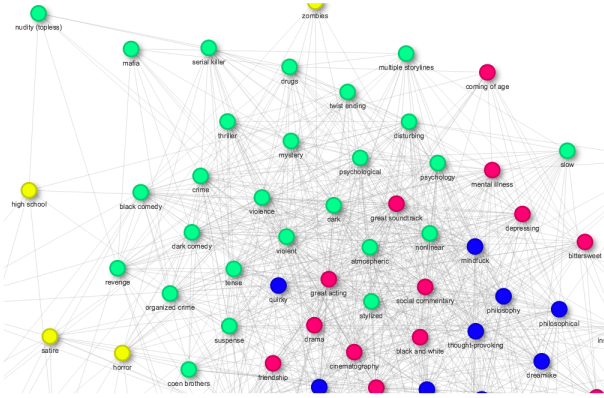 zombies
nudity (topless)
mafia
serial killer
drugs
multiple storylines
coming of age
twist ending
thriller
disturbing
mystery
psychological
psychology
slow
mental illness
high school
black comedy
crime
violence
dark
great soundtrack
depressing
dark comedy
violent
atmospheric
nonlinear
mindfuck
bittersweet
revenge
organized crime
tense
quirky
great acting
stylized
social commentary
philosophy
philosophical
satire
horror
suspense
drama
black and white
thought-provoking
coen brothers
friendship
cinematography
dreamlike